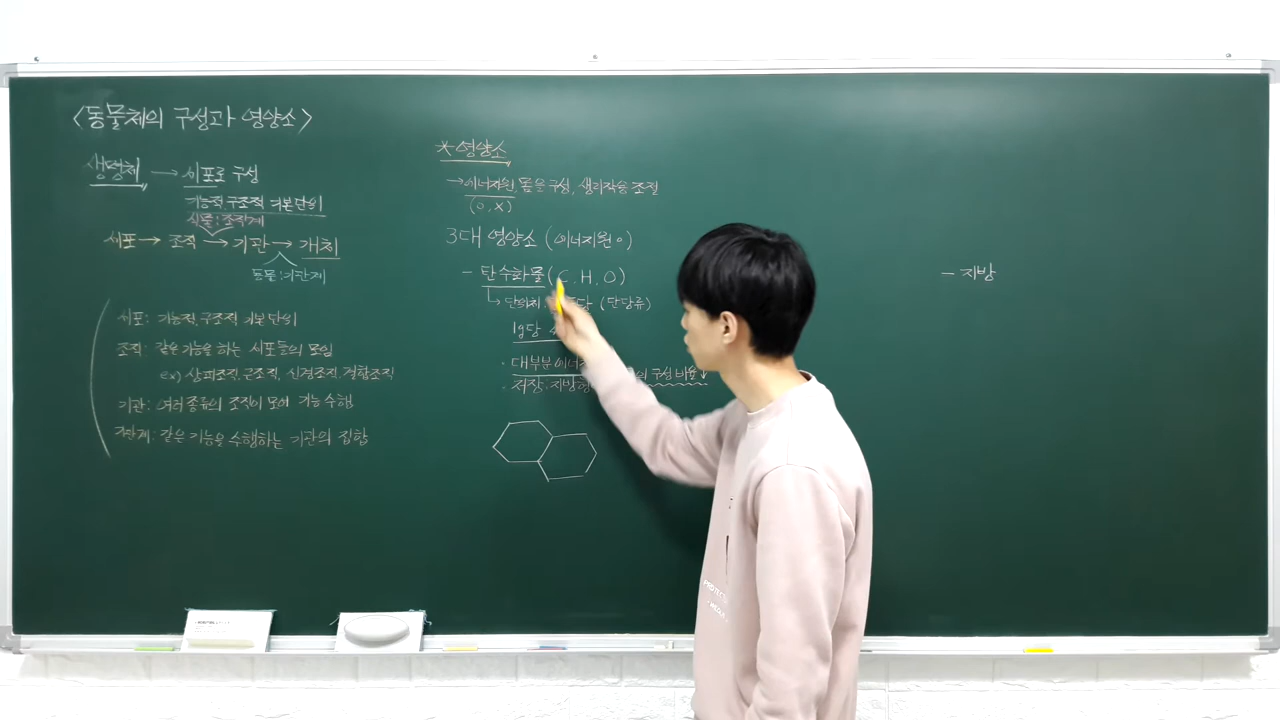 <동물체의 구성과 영양소>
생명체 → 세포로 구성
기능적 구조적 기본단위
식물: 조직계
세포 → 조직 → 기관 → 개체
동물: 기관계
세포: 기능적, 구조적 기본단위
조직: 같은 기능을 하는 세포들의 모임
ex) 상피조직, 근조직, 신경조직, 결합조직
기관: 여러 종류의 조직이 모여 기능수행
기관계: 같은 기능을 수행하는 기관의 집합
*영양소
→ 에너지원, 몸을 구성, 생리작용 조절
(O, X)
3대 영양소 (에너지원 o)
- 탄수화물 (C, H, O)
↳ 단위체 (단당류)
1g당 4
· 대부분 에너지 구성 비율↓
· 저장: 지방
- 지방